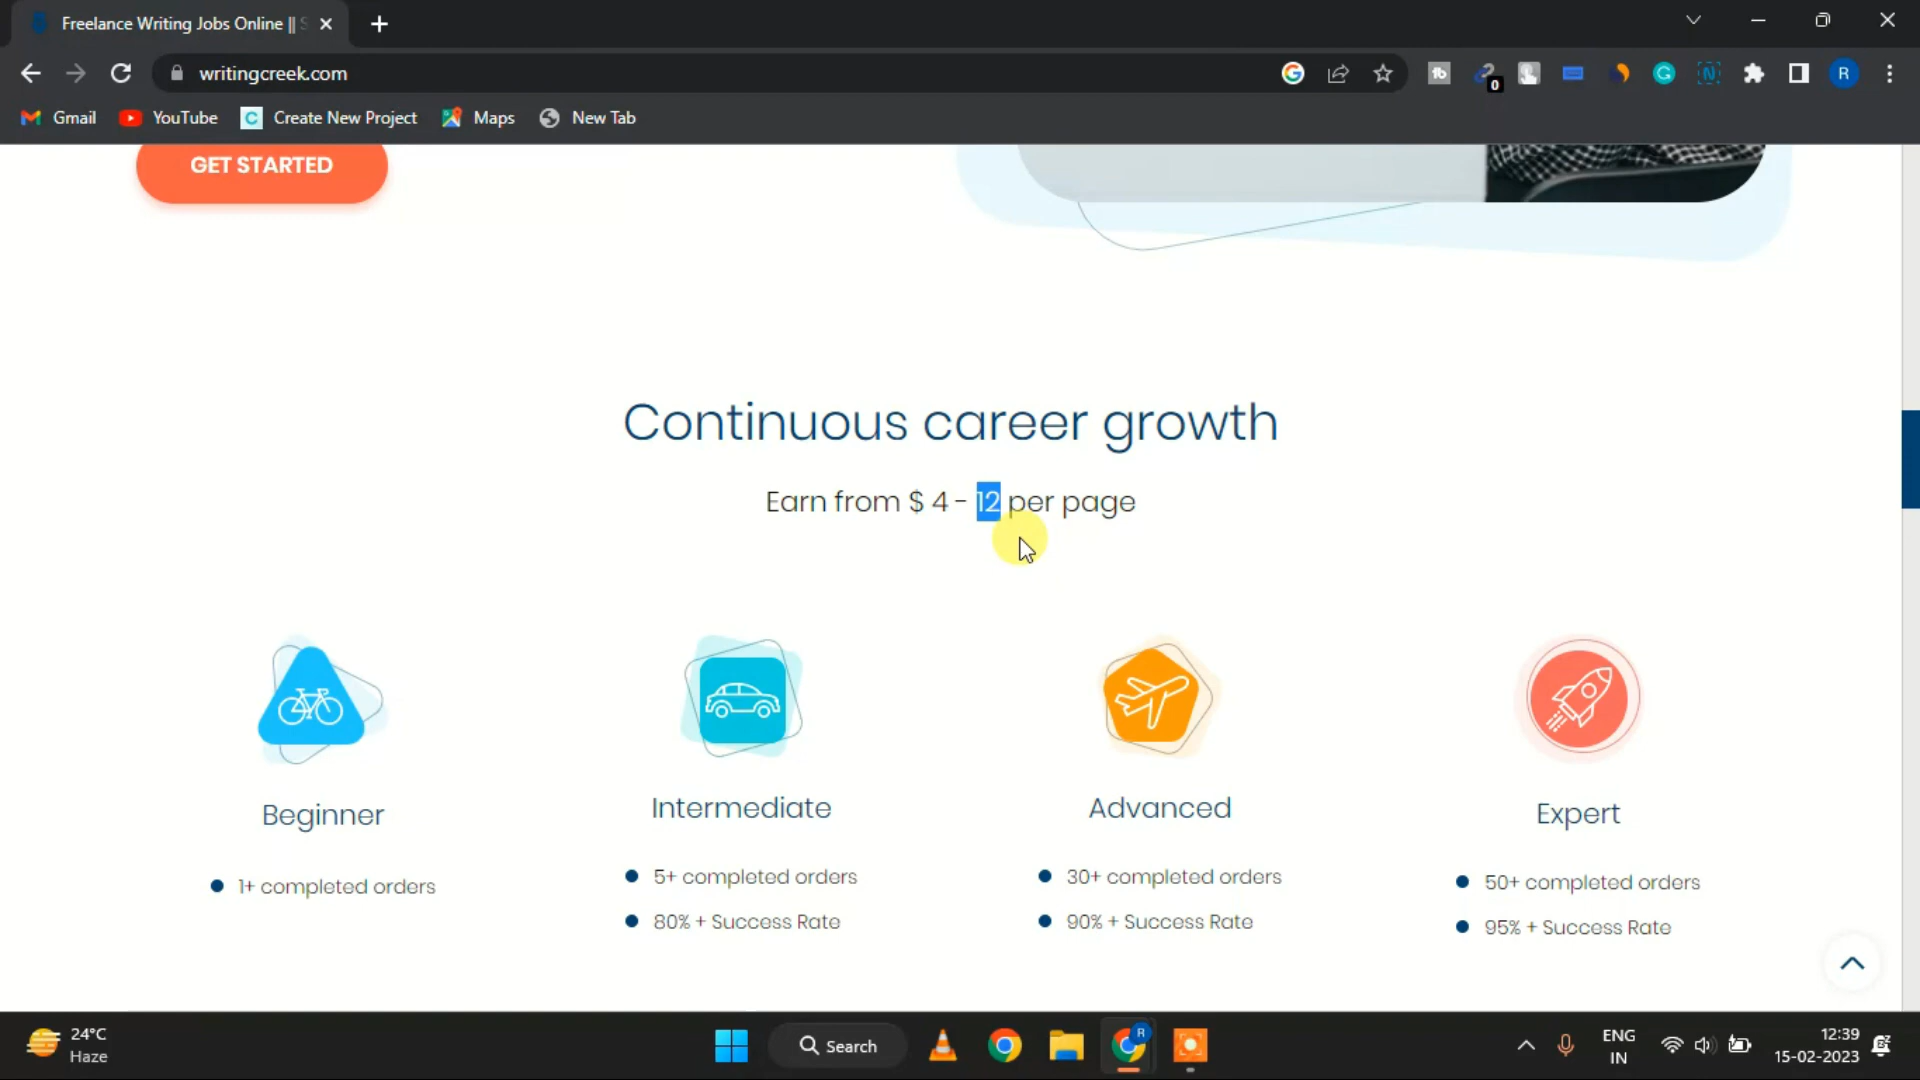 Freelance Writing Jobs Online ||
writingcreek.com
0
R
Gmail
YouTube
Create New Project
Maps
New Tab
GET STARTED
Continuous career growth
Earn from $ 4 - 12 per page
Beginner
Intermediate
Advanced
Expert
1+ completed orders
5+ completed orders
80% + Success Rate
30+ completed orders
90% + Success Rate
50+ completed orders
95% + Success Rate
24°C
Haze
Search
R
ENG
IN
12:39
15-02-2023